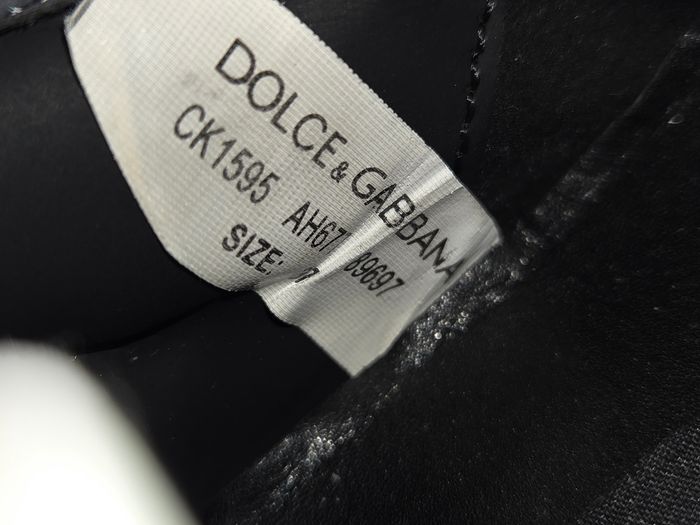 DOLCE & GABBANA
CK1595 AH67 89697
SIZE: